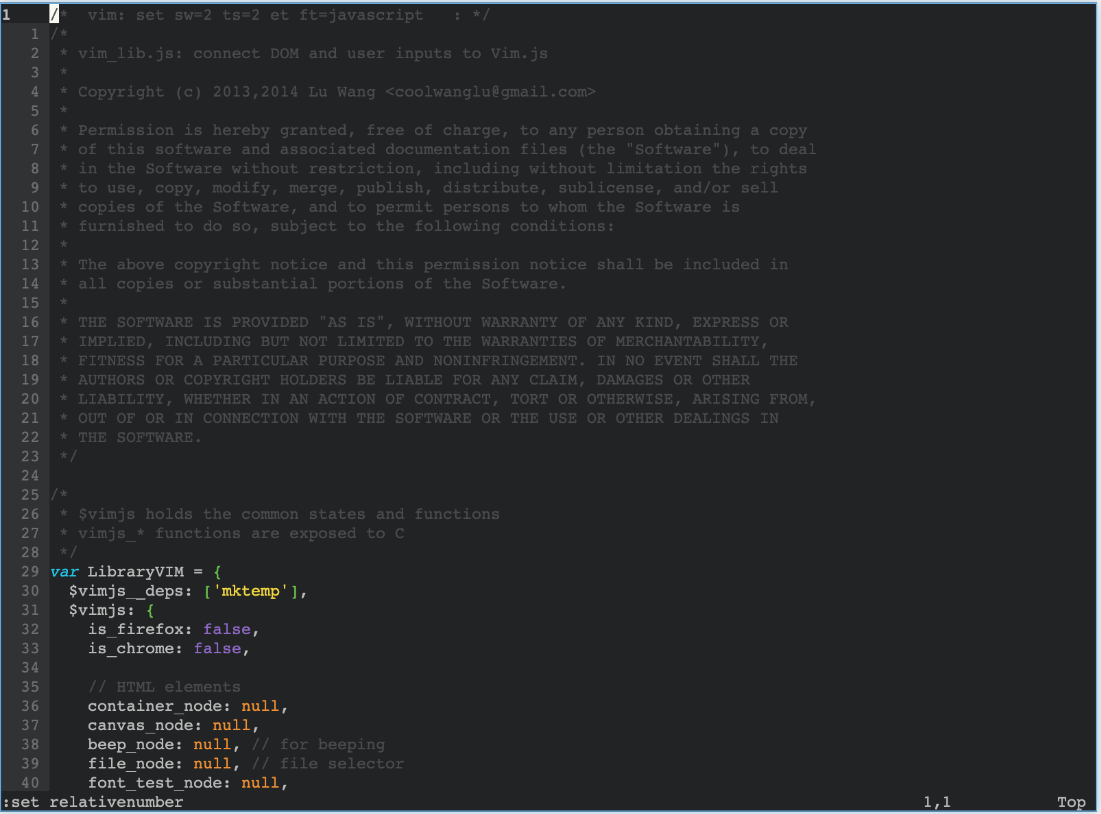 1    /*  vim: set sw=2 ts=2 et ft=javascript   : */
   1 /*
   2  * vim_lib.js: connect DOM and user inputs to Vim.js
   3  *
   4  * Copyright (c) 2013,2014 Lu Wang <coolwanglu@gmail.com>
   5  *
   6  * Permission is hereby granted, free of charge, to any person obtaining a copy
   7  * of this software and associated documentation files (the "Software"), to deal
   8  * in the Software without restriction, including without limitation the rights
   9  * to use, copy, modify, merge, publish, distribute, sublicense, and/or sell
  10  * copies of the Software, and to permit persons to whom the Software is
  11  * furnished to do so, subject to the following conditions:
  12  *
  13  * The above copyright notice and this permission notice shall be included in
  14  * all copies or substantial portions of the Software.
  15  *
  16  * THE SOFTWARE IS PROVIDED "AS IS", WITHOUT WARRANTY OF ANY KIND, EXPRESS OR
  17  * IMPLIED, INCLUDING BUT NOT LIMITED TO THE WARRANTIES OF MERCHANTABILITY,
  18  * FITNESS FOR A PARTICULAR PURPOSE AND NONINFRINGEMENT. IN NO EVENT SHALL THE
  19  * AUTHORS OR COPYRIGHT HOLDERS BE LIABLE FOR ANY CLAIM, DAMAGES OR OTHER
  20  * LIABILITY, WHETHER IN AN ACTION OF CONTRACT, TORT OR OTHERWISE, ARISING FROM,
  21  * OUT OF OR IN CONNECTION WITH THE SOFTWARE OR THE USE OR OTHER DEALINGS IN
  22  * THE SOFTWARE.
  23  */
  24
  25 /*
  26  * $vimjs holds the common states and functions
  27  * vimjs_* functions are exposed to C
  28  */
  29 var LibraryVIM = {
  30   $vimjs__deps: ['mktemp'],
  31   $vimjs: {
  32     is_firefox: false,
  33     is_chrome: false,
  34
  35     // HTML elements
  36     container_node: null,
  37     canvas_node: null,
  38     beep_node: null, // for beeping
  39     file_node: null, // file selector
  40     font_test_node: null,
:set relativenumber 1,1 Top